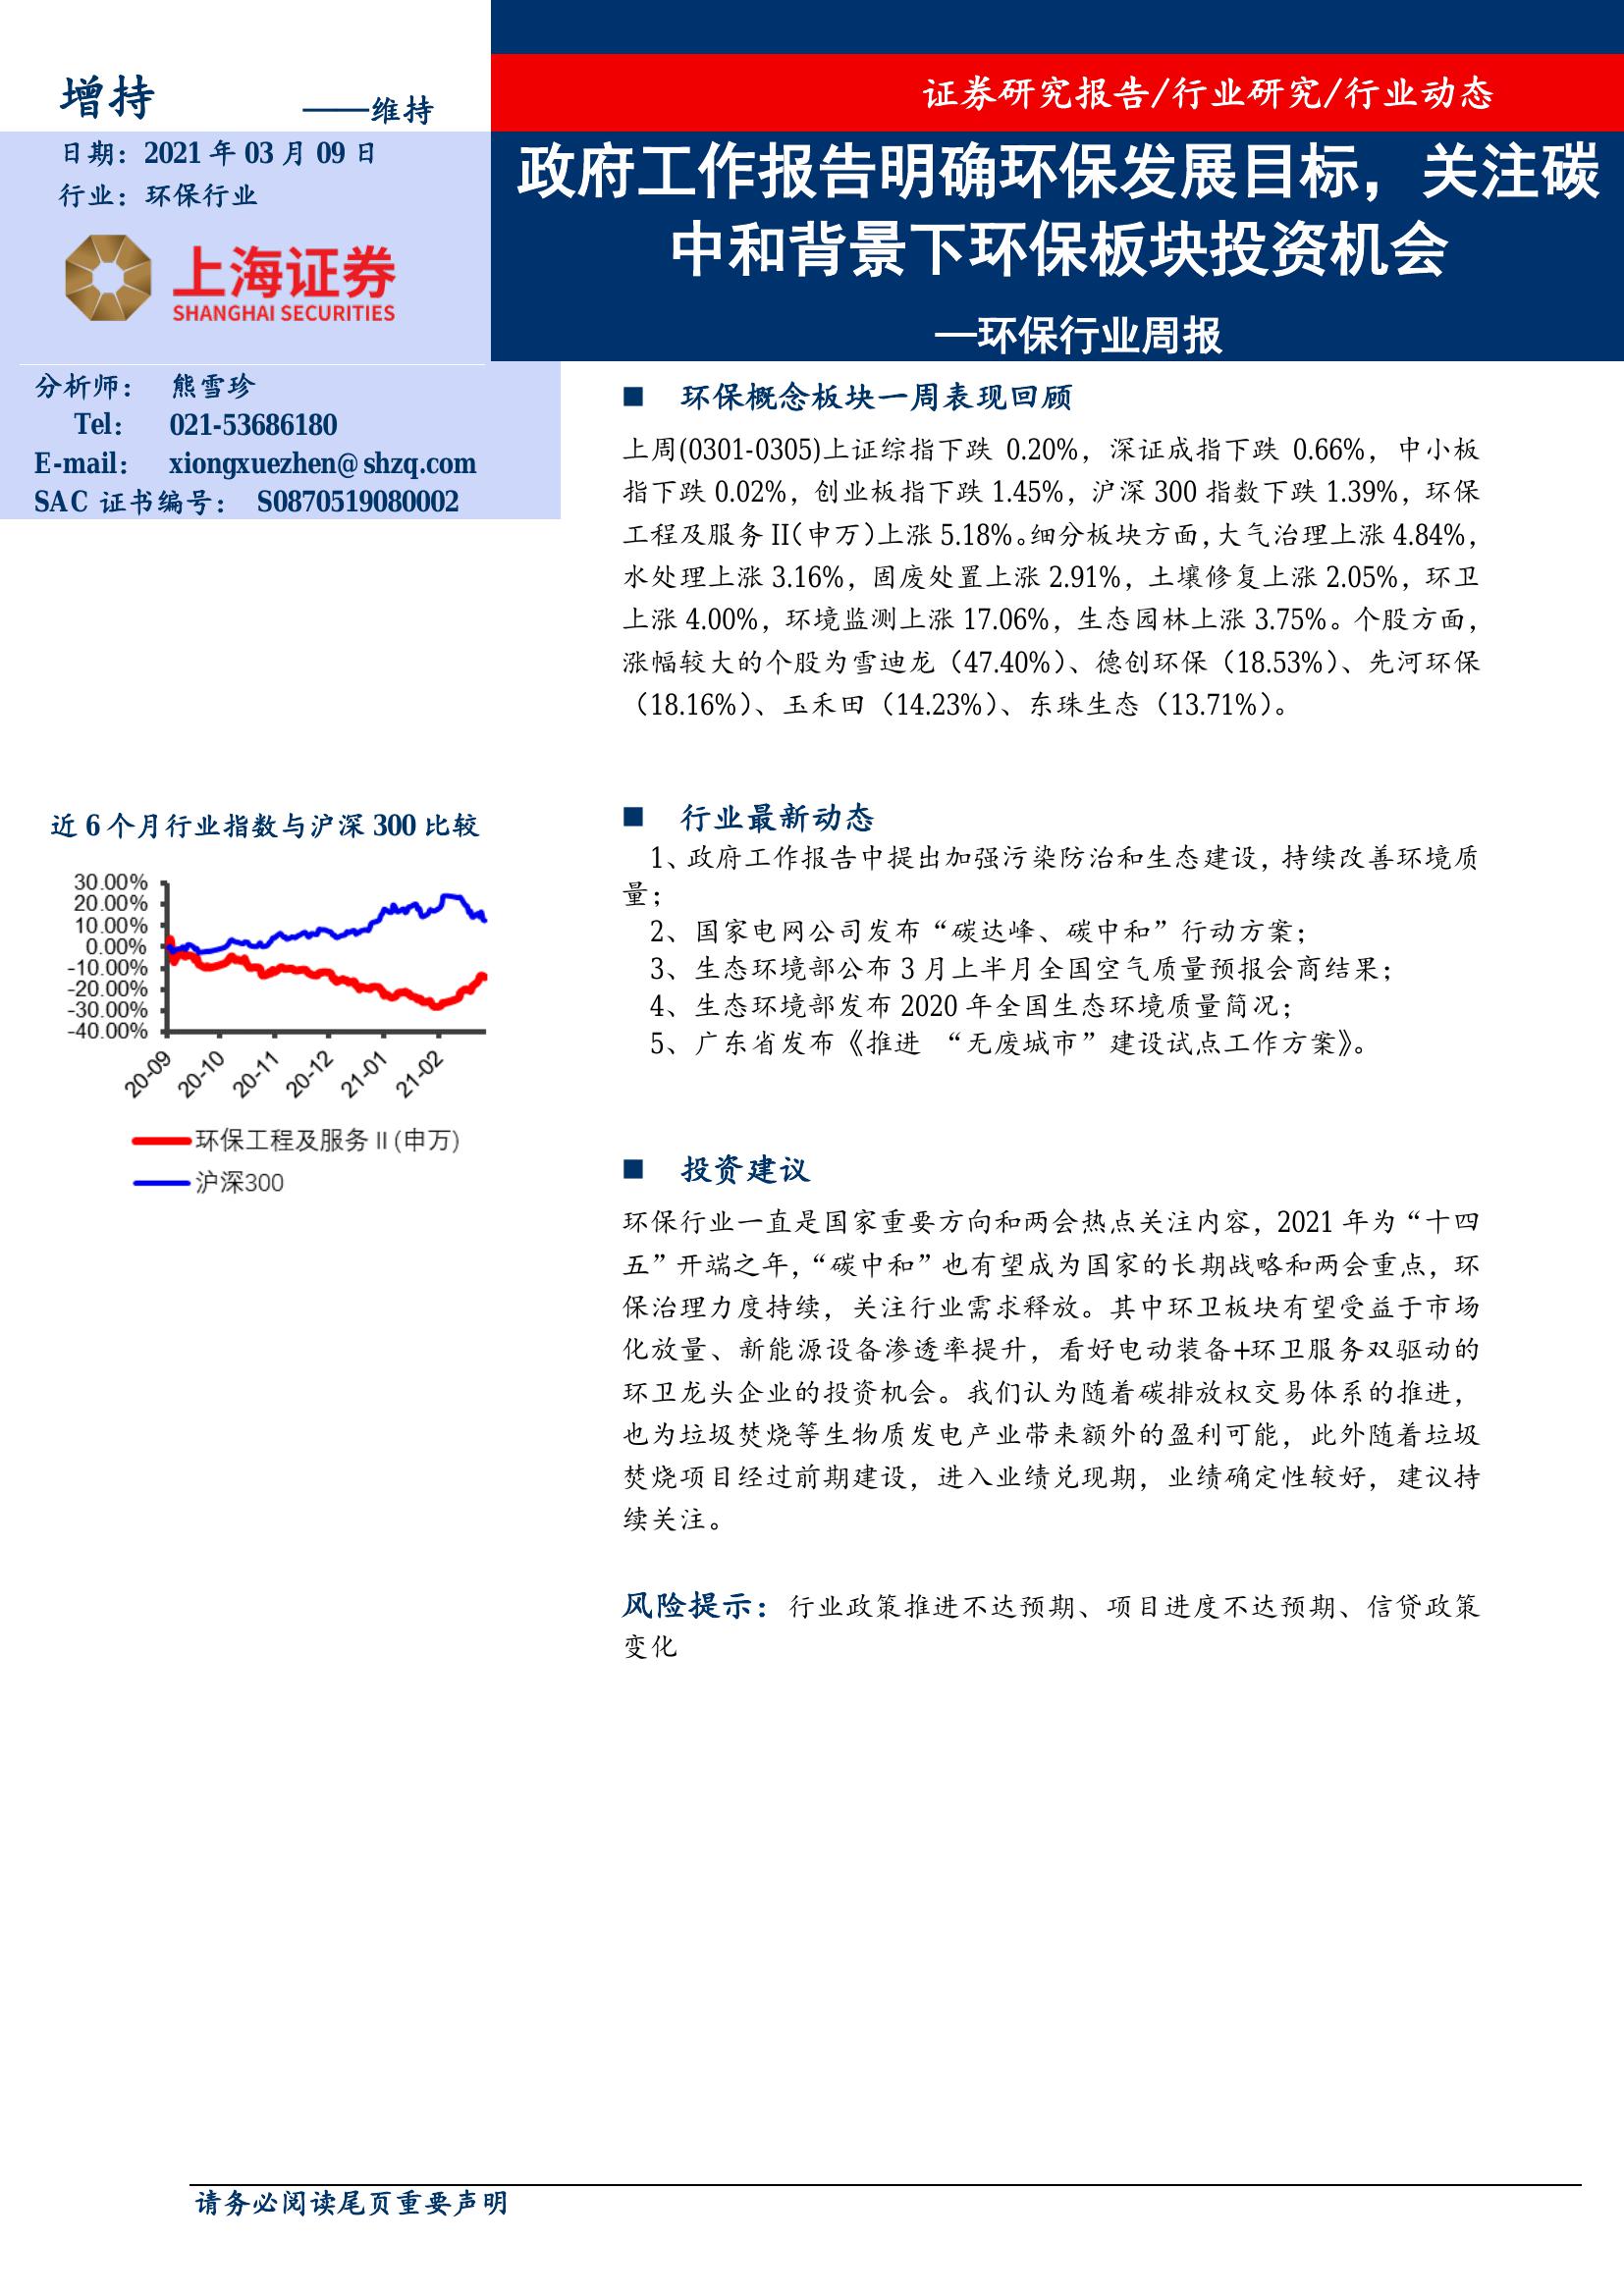 增持 ——维持
日期：2021 年 03 月 09 日
行业：环保行业
上海证券
SHANGHAI SECURITIES
分析师： 熊雪珍
Tel： 021-53686180
E-mail： xiongxuezhen@shzq.com
SAC 证书编号： S0870519080002
近 6 个月行业指数与沪深 300 比较
30.00%
20.00%
10.00%
0.00%
-10.00%
-20.00%
-30.00%
-40.00%
20-09 20-10 20-11 20-12 21-01 21-02
环保工程及服务Ⅱ(申万)
沪深300
证券研究报告/行业研究/行业动态
政府工作报告明确环保发展目标，关注碳
中和背景下环保板块投资机会
—环保行业周报
■ 环保概念板块一周表现回顾
上周(0301-0305)上证综指下跌 0.20%，深证成指下跌 0.66%，中小板
指下跌 0.02%，创业板指下跌 1.45%，沪深 300 指数下跌 1.39%，环保
工程及服务 II（申万）上涨 5.18%。细分板块方面，大气治理上涨 4.84%，
水处理上涨 3.16%，固废处置上涨 2.91%，土壤修复上涨 2.05%，环卫
上涨 4.00%，环境监测上涨 17.06%，生态园林上涨 3.75%。个股方面，
涨幅较大的个股为雪迪龙（47.40%）、德创环保（18.53%）、先河环保
（18.16%）、玉禾田（14.23%）、东珠生态（13.71%）。
■ 行业最新动态
1、政府工作报告中提出加强污染防治和生态建设，持续改善环境质
量；
2、国家电网公司发布“碳达峰、碳中和”行动方案；
3、生态环境部公布 3 月上半月全国空气质量预报会商结果；
4、生态环境部发布 2020 年全国生态环境质量简况；
5、广东省发布《推进 “无废城市”建设试点工作方案》。
■ 投资建议
环保行业一直是国家重要方向和两会热点关注内容，2021 年为“十四
五”开端之年，“碳中和”也有望成为国家的长期战略和两会重点，环
保治理力度持续，关注行业需求释放。其中环卫板块有望受益于市场
化放量、新能源设备渗透率提升，看好电动装备+环卫服务双驱动的
环卫龙头企业的投资机会。我们认为随着碳排放权交易体系的推进，
也为垃圾焚烧等生物质发电产业带来额外的盈利可能，此外随着垃圾
焚烧项目经过前期建设，进入业绩兑现期，业绩确定性较好，建议持
续关注。
风险提示：行业政策推进不达预期、项目进度不达预期、信贷政策
变化
请务必阅读尾页重要声明